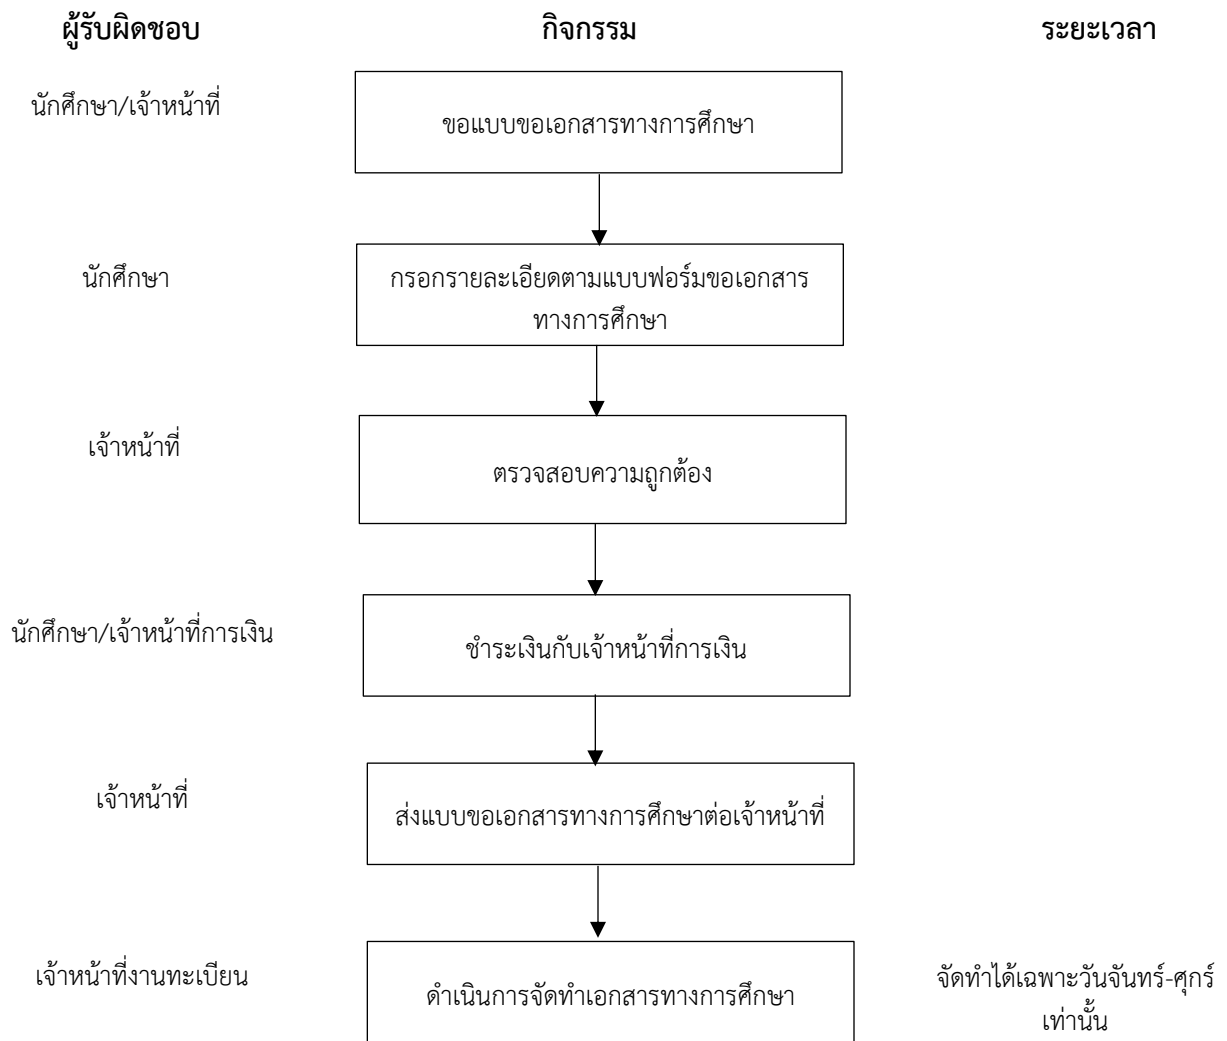 ผู้รับผิดชอบ กิจกรรม ระยะเวลา
นักศึกษา/เจ้าหน้าที่
ขอแบบขอเอกสารทางการศึกษา
นักศึกษา
กรอกรายละเอียดตามแบบฟอร์มขอเอกสาร
ทางการศึกษา
เจ้าหน้าที่
ตรวจสอบความถูกต้อง
นักศึกษา/เจ้าหน้าที่การเงิน
ชำระเงินกับเจ้าหน้าที่การเงิน
เจ้าหน้าที่
ส่งแบบขอเอกสารทางการศึกษาต่อเจ้าหน้าที่
เจ้าหน้าที่งานทะเบียน
ดำเนินการจัดทำเอกสารทางการศึกษา
จัดทำได้เฉพาะวันจันทร์-ศุกร์
เท่านั้น